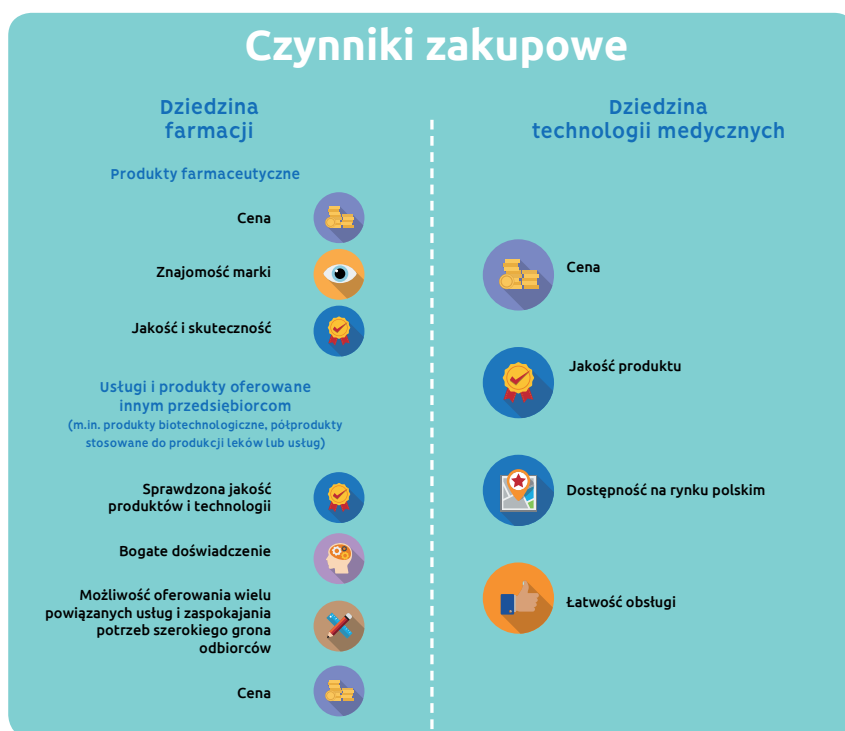 Czynniki zakupowe
Dziedzina
farmacji
Produkty farmaceutyczne
Cena
Znajomość marki
Jakość i skuteczność
Usługi i produkty oferowane
innym przedsiębiorcom
(m.in. produkty biotechnologiczne, półprodukty
stosowane do produkcji leków lub usług)
Sprawdzona jakość
produktów i technologii
Bogate doświadczenie
Możliwość oferowania wielu
powiązanych usług i zaspokajania
potrzeb szerokiego grona
odbiorców
Cena
Dziedzina
technologii medycznych
Cena
Jakość produktu
Dostępność na rynku polskim
Łatwość obsługi